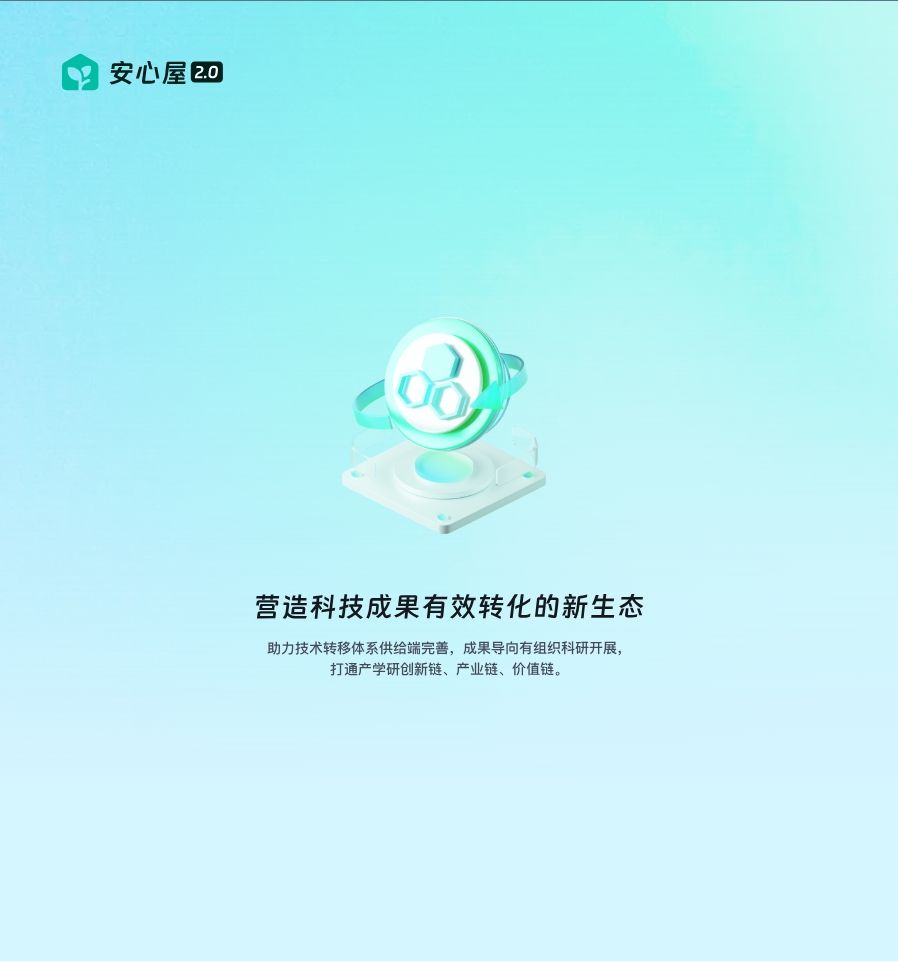 安心屋 2.0
营造科技成果有效转化的新生态
助力技术转移体系供给端完善，成果导向有组织科研开展，
打通产学研创新链、产业链、价值链。